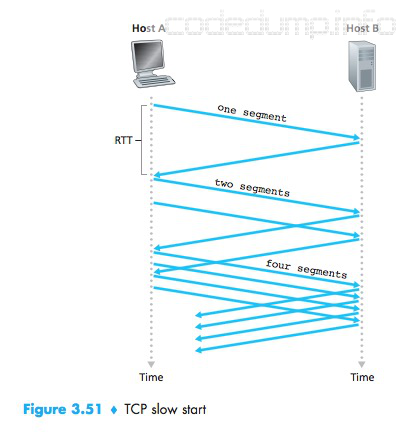 Host A
codedump.info
Host B
RTT
one segment
two segments
four segments
Time
Time
Figure 3.51 ♦ TCP slow start